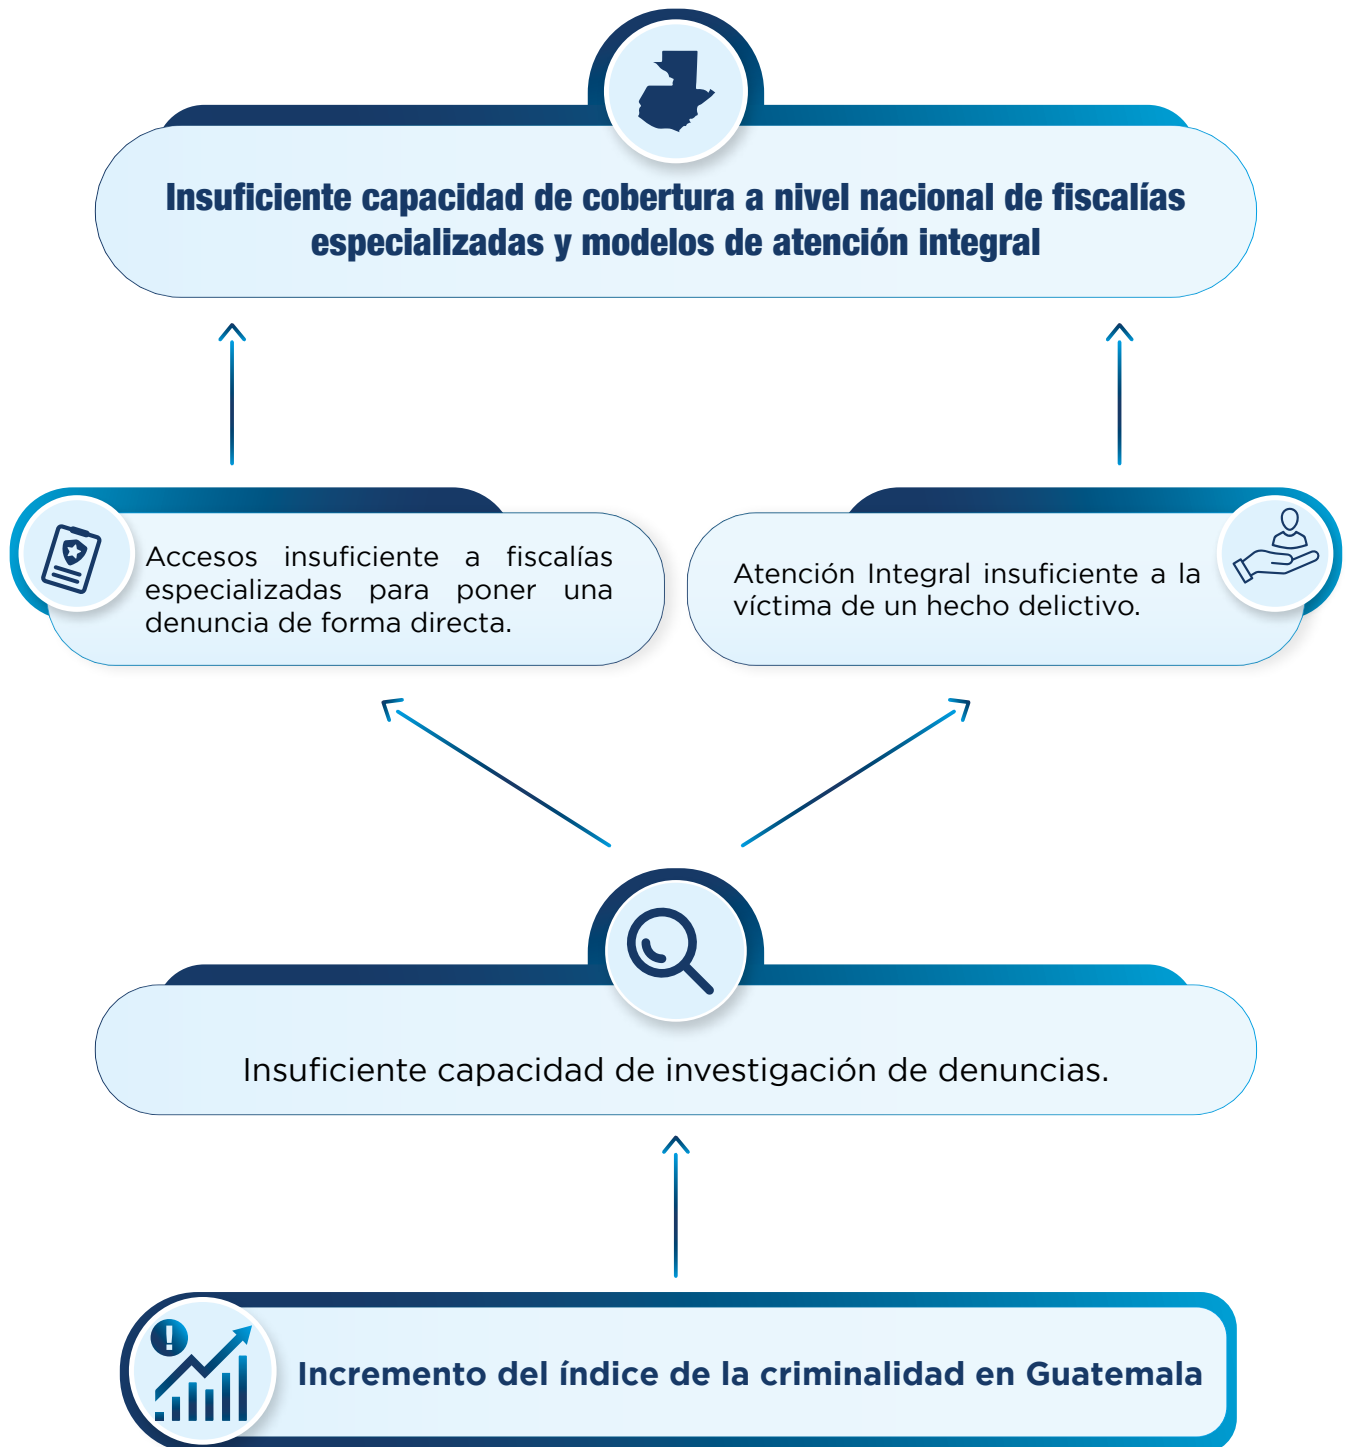 Insuficiente capacidad de cobertura a nivel nacional de fiscalías
especializadas y modelos de atención integral
Accesos insuficiente a fiscalías
especializadas para poner una
denuncia de forma directa.
Atención Integral insuficiente a la
víctima de un hecho delictivo.
Insuficiente capacidad de investigación de denuncias.
!
Incremento del índice de la criminalidad en Guatemala